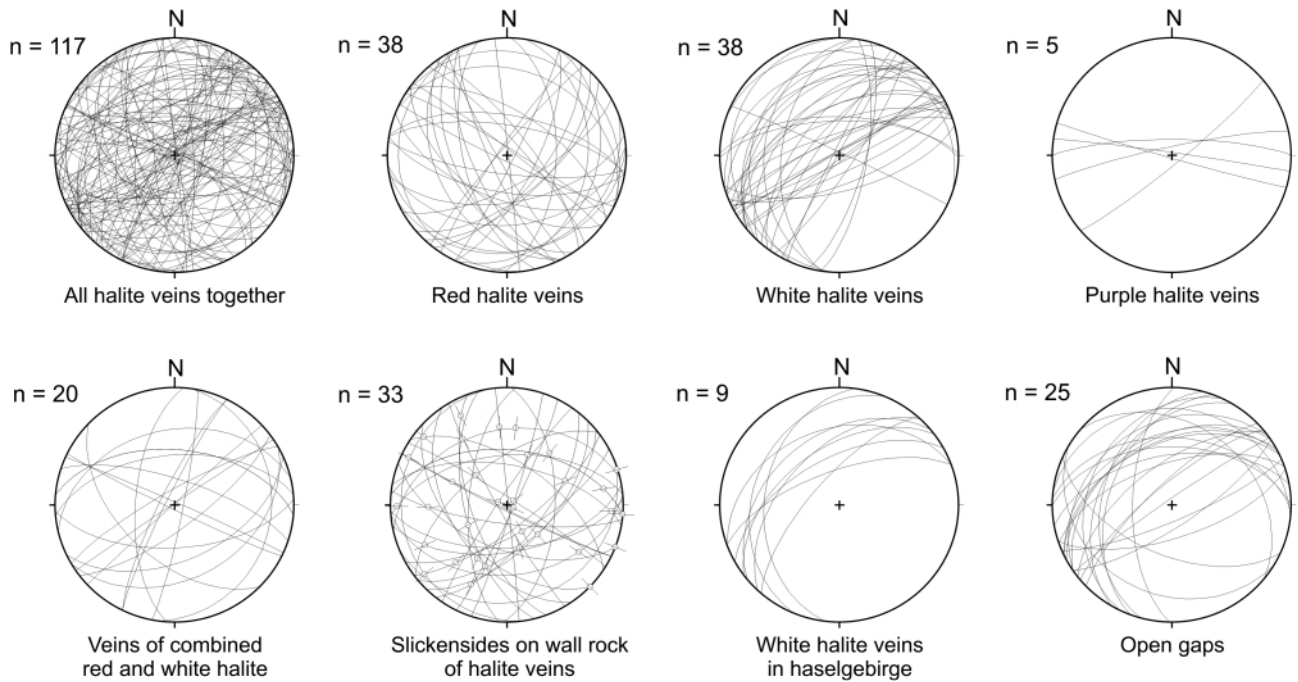 N
n = 117
All halite veins together
N
n = 38
Red halite veins
N
n = 38
White halite veins
N
n = 5
Purple halite veins
N
n = 20
Veins of combined
red and white halite
N
n = 33
Slickensides on wall rock
of halite veins
N
n = 9
White halite veins
in haselgebirge
N
n = 25
Open gaps